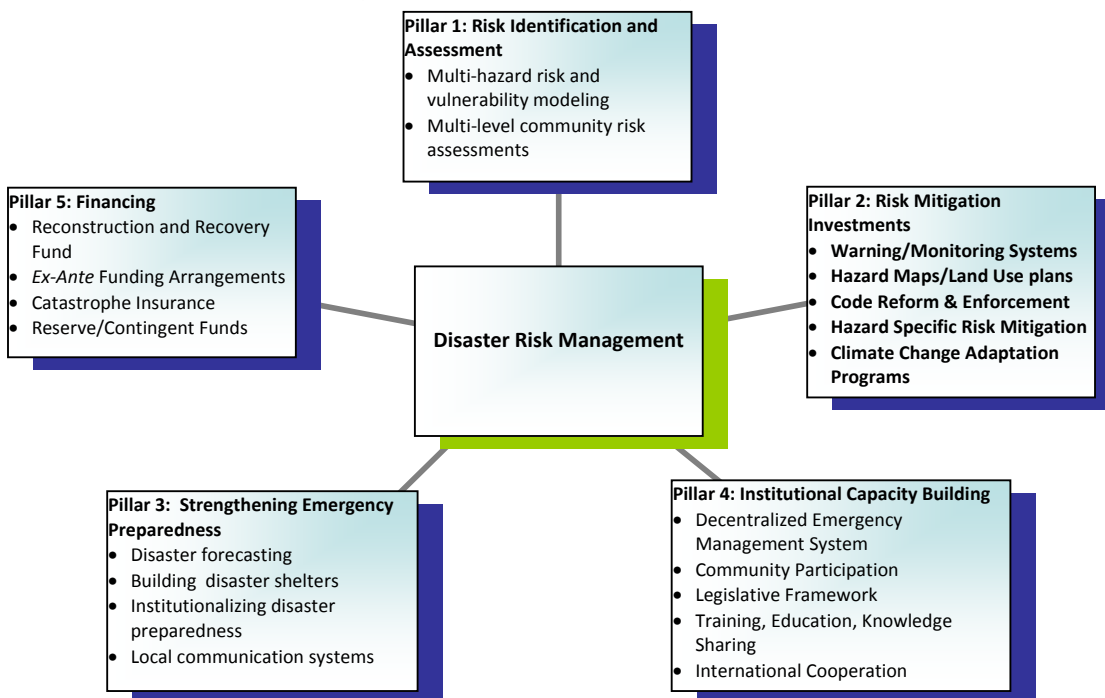 Pillar 1: Risk Identification and
Assessment
• Multi-hazard risk and
vulnerability modeling
• Multi-level community risk
assessments
Pillar 5: Financing
• Reconstruction and Recovery
Fund
• Ex-Ante Funding Arrangements
• Catastrophe Insurance
• Reserve/Contingent Funds
Pillar 2: Risk Mitigation
Investments
• Warning/Monitoring Systems
• Hazard Maps/Land Use plans
• Code Reform & Enforcement
• Hazard Specific Risk Mitigation
• Climate Change Adaptation
Programs
Disaster Risk Management
Pillar 3: Strengthening Emergency
Preparedness
• Disaster forecasting
• Building disaster shelters
• Institutionalizing disaster
preparedness
• Local communication systems
Pillar 4: Institutional Capacity Building
• Decentralized Emergency
Management System
• Community Participation
• Legislative Framework
• Training, Education, Knowledge
Sharing
• International Cooperation